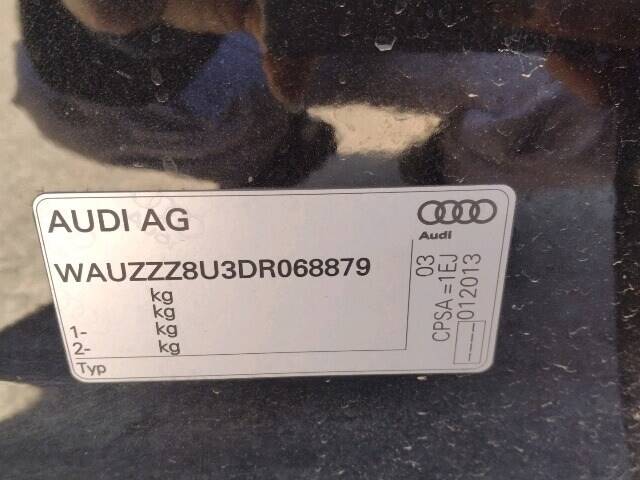 AUDI AG
Audi
WAUZZZ8U3DR068879
kg
kg
1- kg
2- kg
Typ
03
CPSA =1EJ
----012013